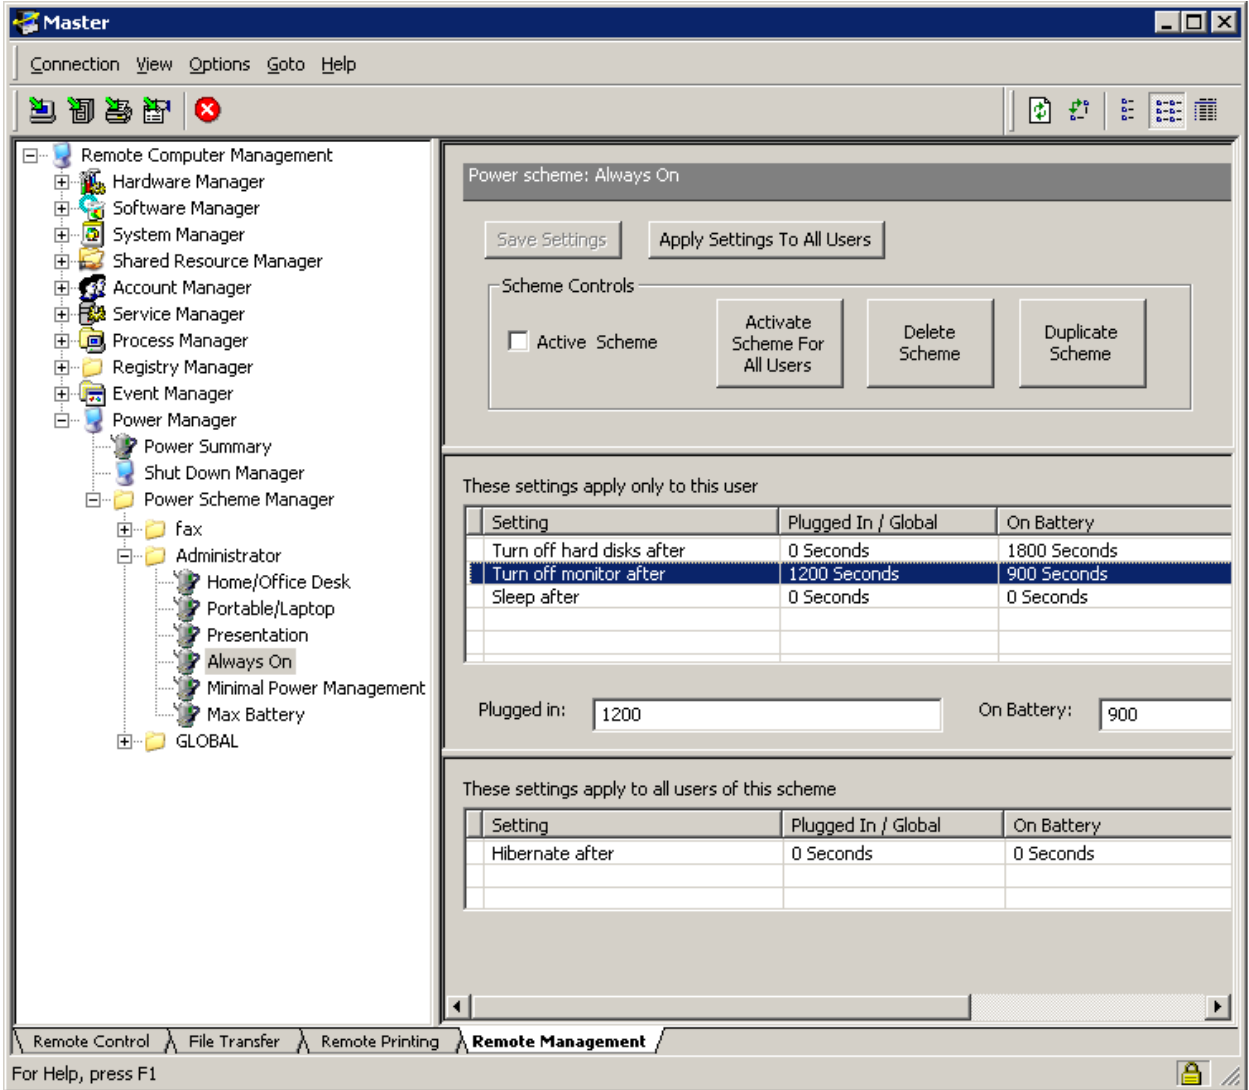 Master
Connection View Options Goto Help
Remote Computer Management
Hardware Manager
Software Manager
System Manager
Shared Resource Manager
Account Manager
Service Manager
Process Manager
Registry Manager
Event Manager
Power Manager
Power Summary
Shut Down Manager
Power Scheme Manager
fax
Administrator
Home/Office Desk
Portable/Laptop
Presentation
Always On
Minimal Power Management
Max Battery
GLOBAL
Power scheme: Always On
Save Settings Apply Settings To All Users
Scheme Controls
Active Scheme
Activate
Scheme For
All Users
Delete
Scheme
Duplicate
Scheme
These settings apply only to this user
Setting Plugged In / Global On Battery
Turn off hard disks after 0 Seconds 1800 Seconds
Turn off monitor after 1200 Seconds 900 Seconds
Sleep after 0 Seconds 0 Seconds
Plugged in: 1200 On Battery: 900
These settings apply to all users of this scheme
Setting Plugged In / Global On Battery
Hibernate after 0 Seconds 0 Seconds
Remote Control File Transfer Remote Printing Remote Management
For Help, press F1